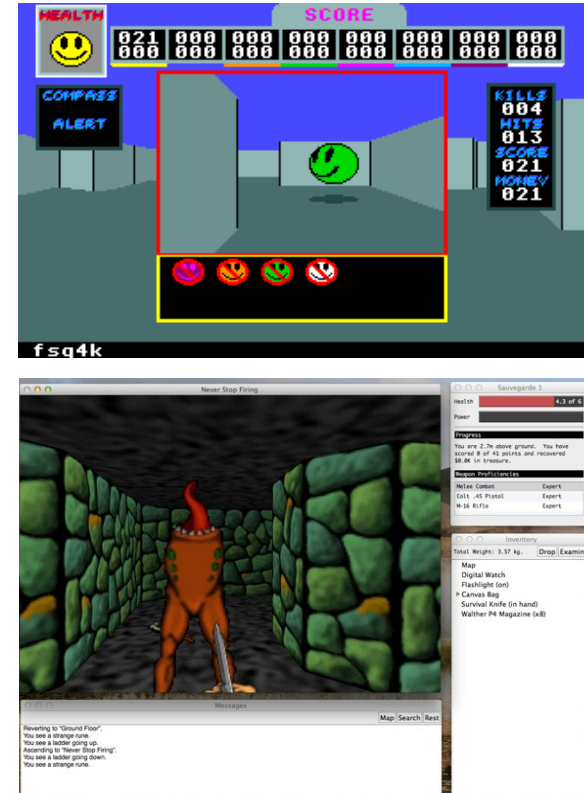 HEALTH
SCORE
021 000 000 000 000 000 000 000
000 000 000 000 000 000 000 000
COMPASS
ALERT
KILLS
004
HITS
013
SCORE
021
MONEY
021
fsq4k
Never Stop Firing
Sauvegarde 1
Health 4.3 of 6
Power
Progress
You are 2.7m above ground. You have
scored 0 of 41 points and recovered
$0.0K in treasure.
Weapon Proficiencies
Melee Combat Expert
Colt .45 Pistol Expert
M-16 Rifle Expert
Inventory
Total Weight: 3.57 kg. Drop Examin
Map
Digital Watch
Flashlight (on)
Canvas Bag
Survival Knife (in hand)
Walther P4 Magazine (x8)
Messages
Map Search Rest
Reverting to "Ground Floor".
You see a strange rune.
You see a ladder going up.
Ascending to "Never Stop Firing".
You see a ladder going down.
You see a strange rune.